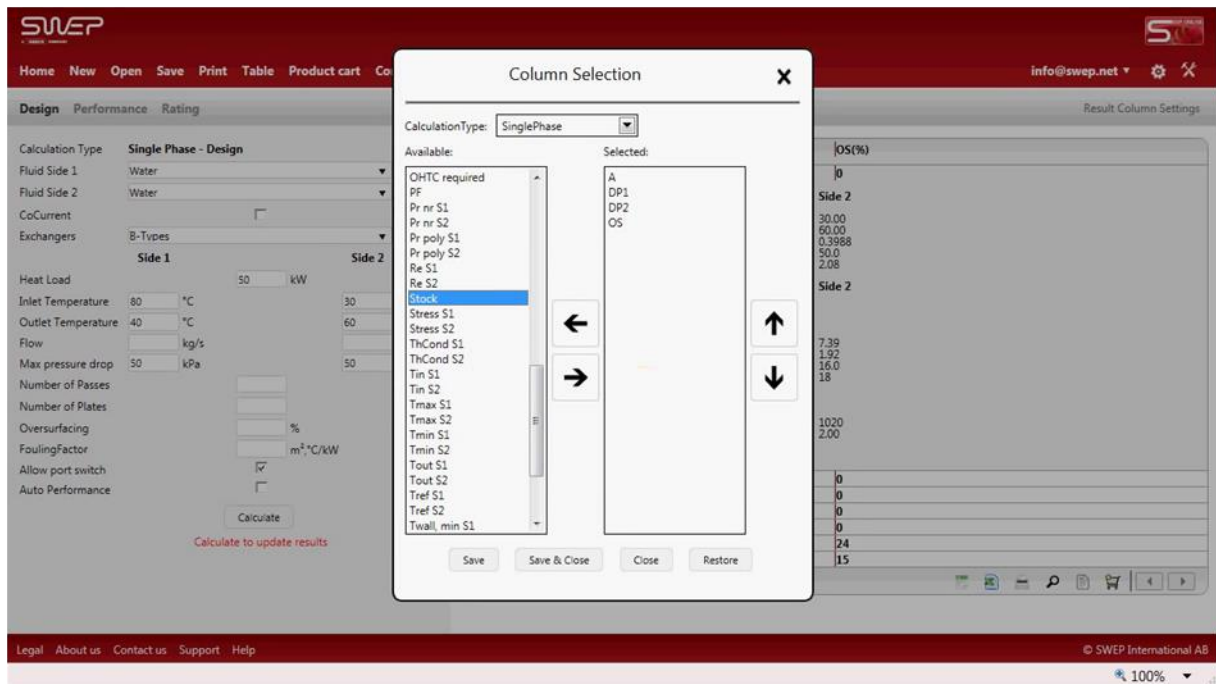 SWEP
Home New Open Save Print Table Product cart Co
info@swep.net
Design Performance Rating
Result Column Settings
Calculation Type Single Phase - Design
Fluid Side 1 Water
Fluid Side 2 Water
CoCurrent
Exchangers B-Types
Side 1 Side 2
Heat Load 50 kW
Inlet Temperature 80 °C 30
Outlet Temperature 40 °C 60
Flow kg/s
Max pressure drop 50 kPa 50
Number of Passes
Number of Plates
Oversurfacing %
FoulingFactor m²,°C/kW
Allow port switch
Auto Performance
Calculate
Calculate to update results
Column Selection X
CalculationType: SinglePhase
Available:
OHTC required
PF
Pr nr S1
Pr nr S2
Pr poly S1
Pr poly S2
Re S1
Re S2
Stock
Stress S1
Stress S2
ThCond S1
ThCond S2
Tin S1
Tin S2
Tmax S1
Tmax S2
Tmin S1
Tmin S2
Tout S1
Tout S2
Tref S1
Tref S2
Twall, min S1
Selected:
A
DP1
DP2
OS
Save Save & Close Close Restore
OS(%)
0
Side 2
30.00
60.00
0.3988
50.0
2.08
Side 2
7.39
1.92
16.0
18
1020
2.00
0
0
0
0
24
15
Legal About us Contact us Support Help
© SWEP International AB
100%